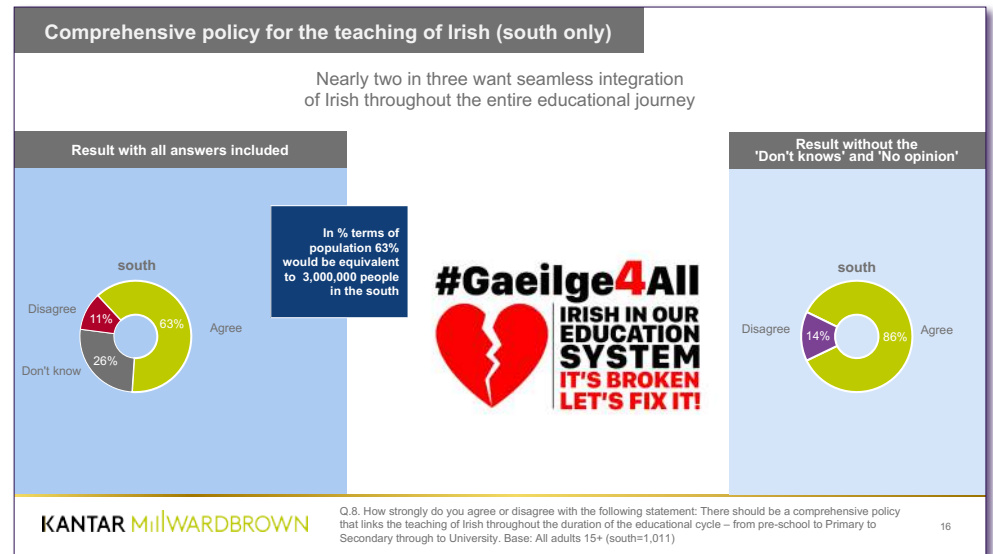 Comprehensive policy for the teaching of Irish (south only)
Nearly two in three want seamless integration
of Irish throughout the entire educational journey
Result with all answers included
south
Disagree
11%
63%
Agree
26%
Don't know
In % terms of
population 63%
would be equivalent
to 3,000,000 people
in the south
#Gaeilge4All
IRISH IN OUR
EDUCATION
SYSTEM
IT'S BROKEN
LET'S FIX IT!
Result without the
'Don't knows' and 'No opinion'
south
Disagree
14%
86%
Agree
KANTAR MillWARDBROWN
Q.8. How strongly do you agree or disagree with the following statement: There should be a comprehensive policy
that links the teaching of Irish throughout the duration of the educational cycle – from pre-school to Primary to
Secondary through to University. Base: All adults 15+ (south=1,011)
16